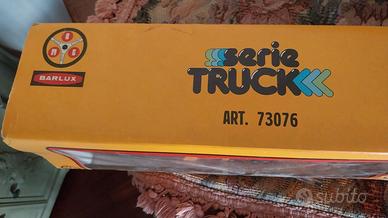 BARLUX
serie
TRUCK
ART. 73076
subito